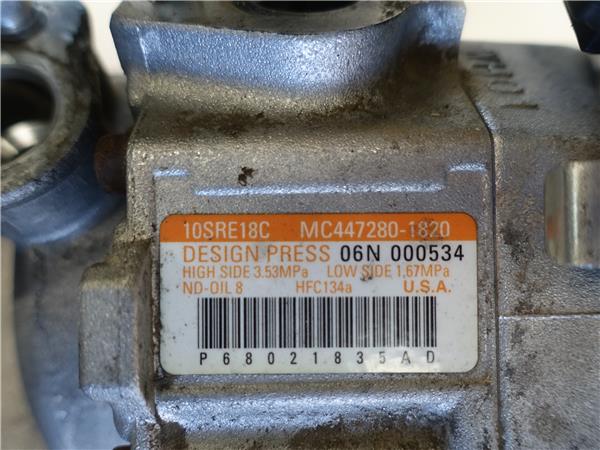 10SRE18C MC447280-1820
DESIGN PRESS 06N 000534
HIGH SIDE 3.53MPa LOW SIDE 1.67MPa
ND-OIL 8 HFC134a U.S.A.
P68021835AD